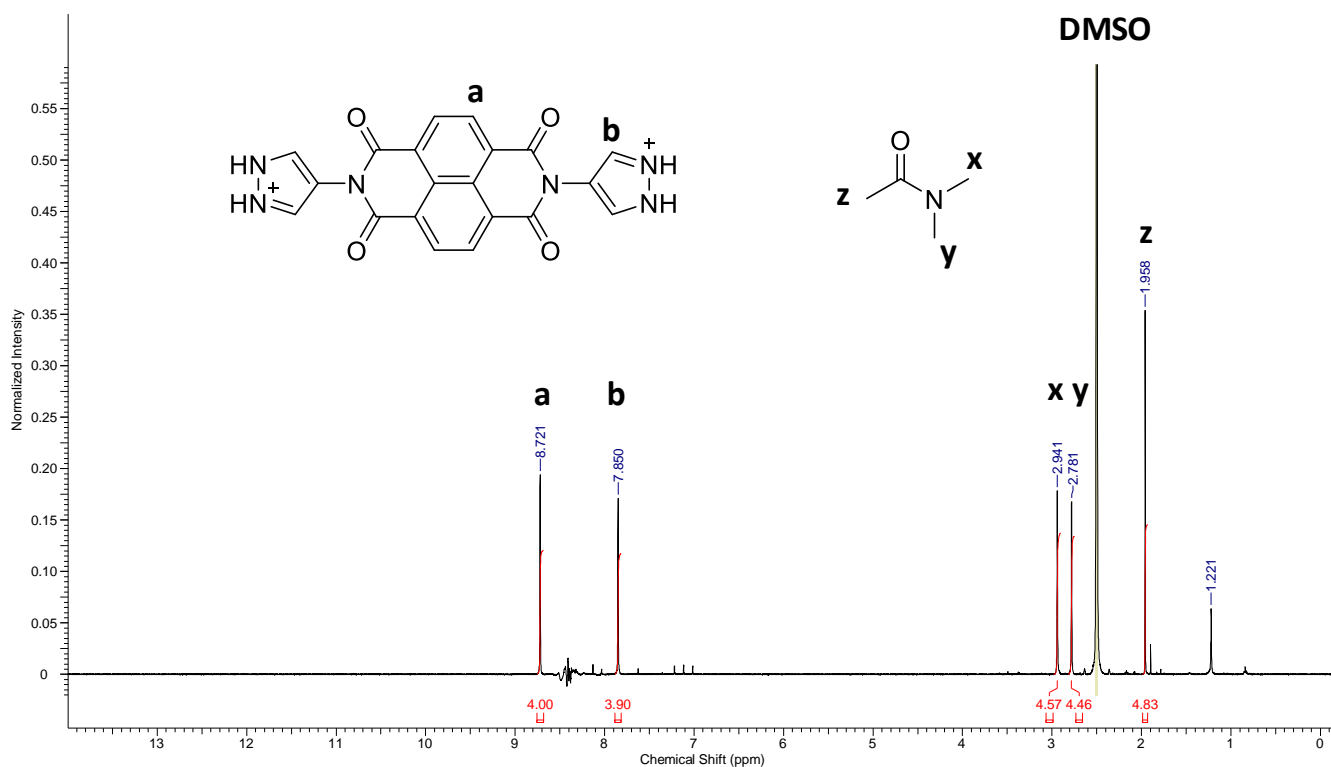 DMSO
a
O
O
b
HN
+
HN
N
O
O
N
+
NH
NH
O
N
x
y
z
z
a
b
x y
8.721
7.850
2.941
2.781
1.958
1.221
0.55
0.50
0.45
0.40
0.35
0.30
0.25
0.20
0.15
0.10
0.05
0
Normalized Intensity
4.00
3.90
4.57
4.46
4.83
13 12 11 10 9 8 7 6 5 4 3 2 1 0
Chemical Shift (ppm)